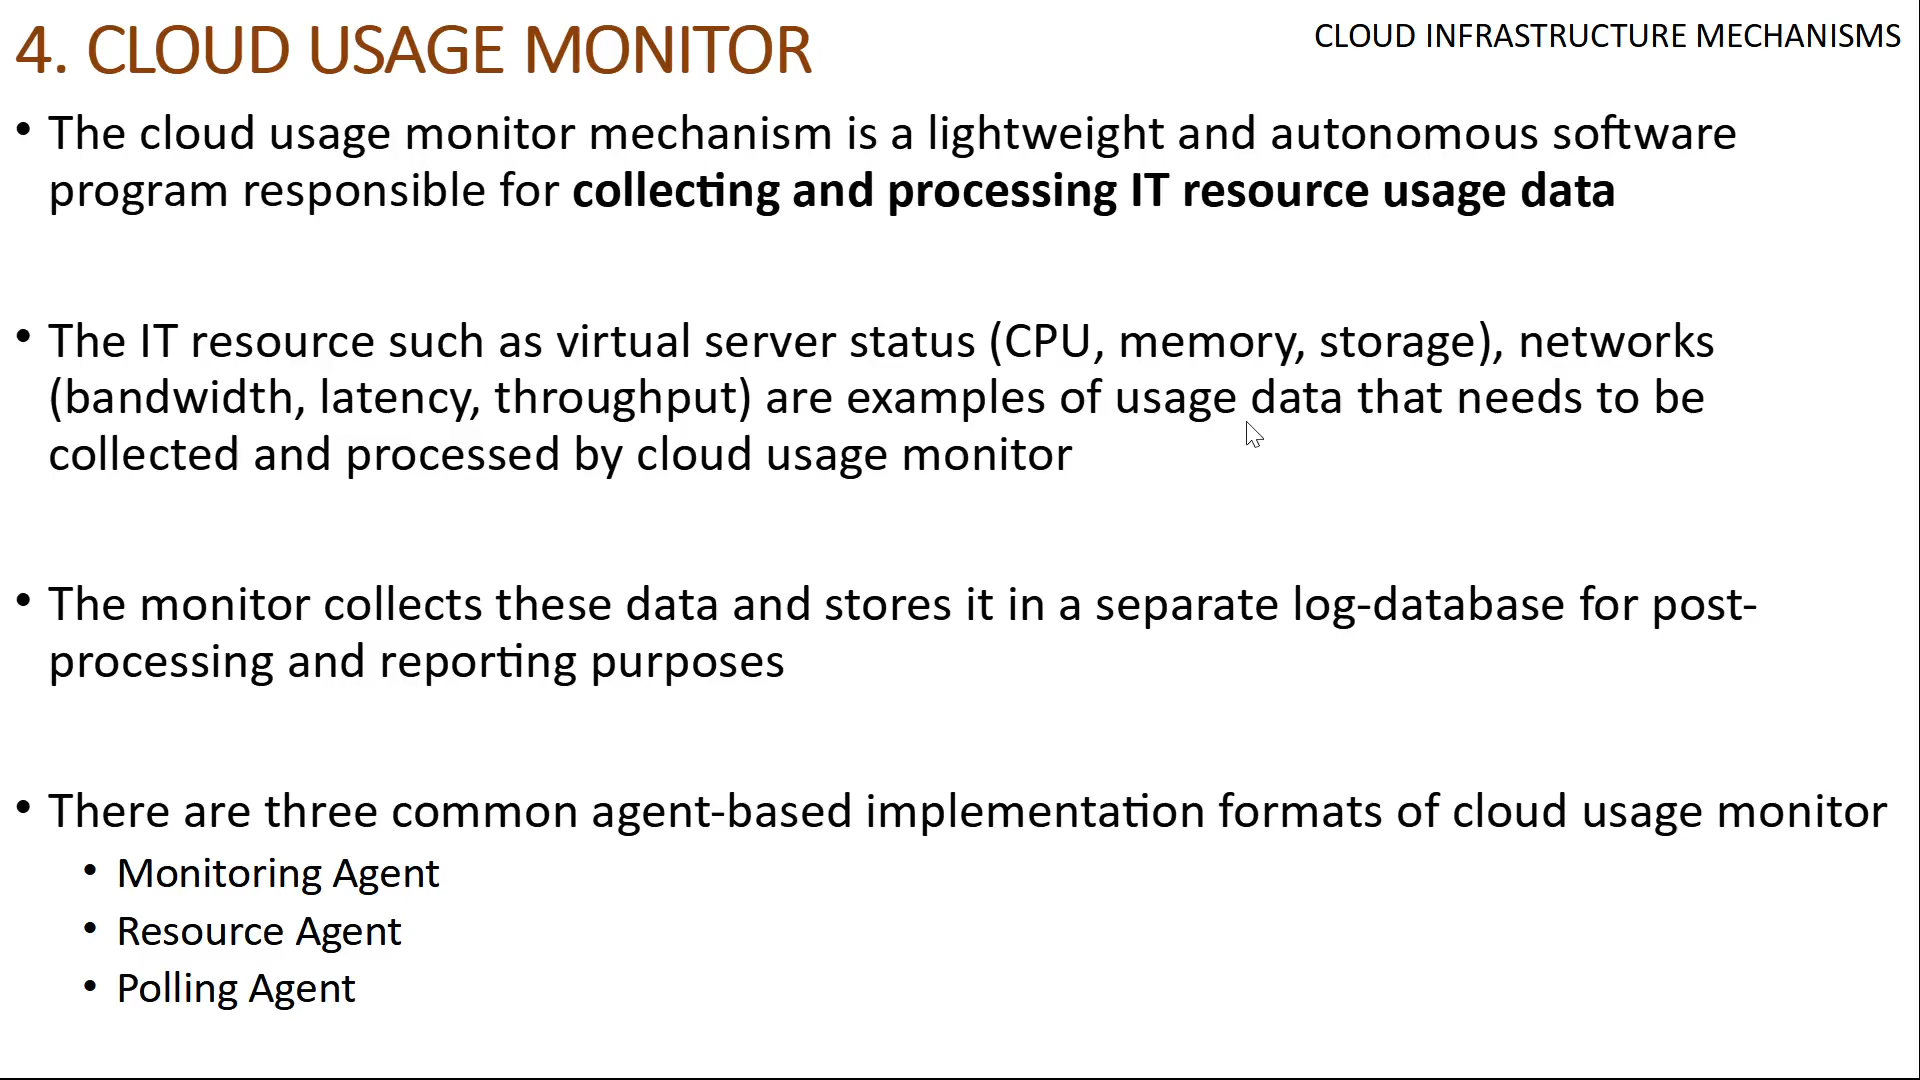 4. CLOUD USAGE MONITOR
CLOUD INFRASTRUCTURE MECHANISMS
• The cloud usage monitor mechanism is a lightweight and autonomous software
program responsible for collecting and processing IT resource usage data
• The IT resource such as virtual server status (CPU, memory, storage), networks
(bandwidth, latency, throughput) are examples of usage data that needs to be
collected and processed by cloud usage monitor
• The monitor collects these data and stores it in a separate log-database for post-
processing and reporting purposes
• There are three common agent-based implementation formats of cloud usage monitor
• Monitoring Agent
• Resource Agent
• Polling Agent